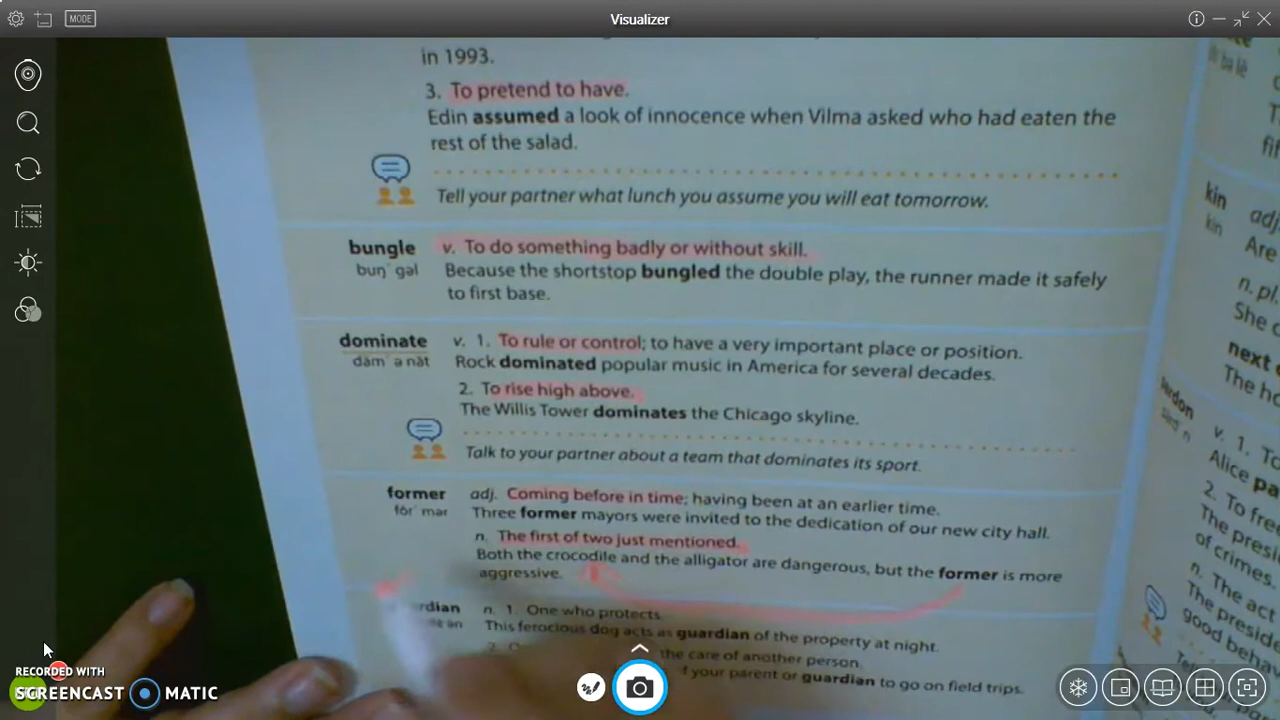 MODE
Visualizer
in 1993.
3. To pretend to have.
Edin assumed a look of innocence when Vilma asked who had eaten the
rest of the salad.
Tell your partner what lunch you assume you will eat tomorrow.
bungle v. To do something badly or without skill.
buŋ´ gəl Because the shortstop bungled the double play, the runner made it safely
to first base.
dominate v. 1. To rule or control; to have a very important place or position.
däm´ ə nāt Rock dominated popular music in America for several decades.
2. To rise high above.
The Willis Tower dominates the Chicago skyline.
Talk to your partner about a team that dominates its sport.
former adj. Coming before in time; having been at an earlier time.
fôr´ mər Three former mayors were invited to the dedication of our new city hall.
n. The first of two just mentioned.
Both the crocodile and the alligator are dangerous, but the former is more
aggressive.
n. 1. One who protects.
This ferocious dog acts as guardian of the property at night.
2. the care of another person.
your parent or guardian to go on field trips.
kin adj
kin Are
n. pl.
She c
next
The ho
v. 1. To
Alice pa
2. To fre
The presi
of crimes.
n. The act
The preside
good behav
RECORDED WITH
SCREENCAST MATIC